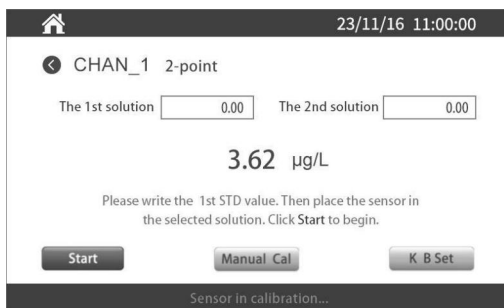 23/11/16 11:00:00
CHAN_1 2-point
The 1st solution 0.00 The 2nd solution 0.00
3.62 µg/L
Please write the 1st STD value. Then place the sensor in
the selected solution. Click Start to begin.
Start Manual Cal K B Set
Sensor in calibration...